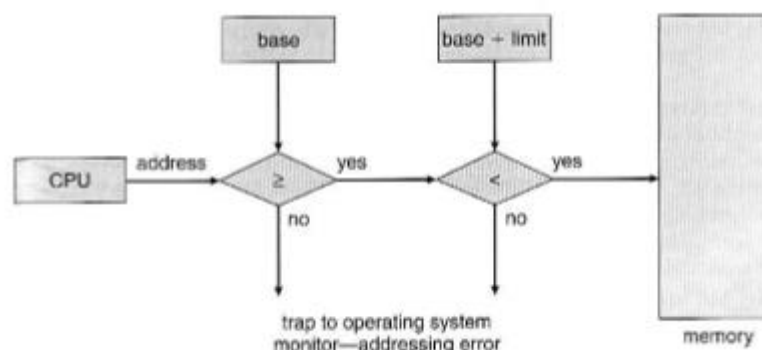 base
base + limit
CPU
address
≥
yes
<
yes
no
no
trap to operating system
monitor—addressing error
memory